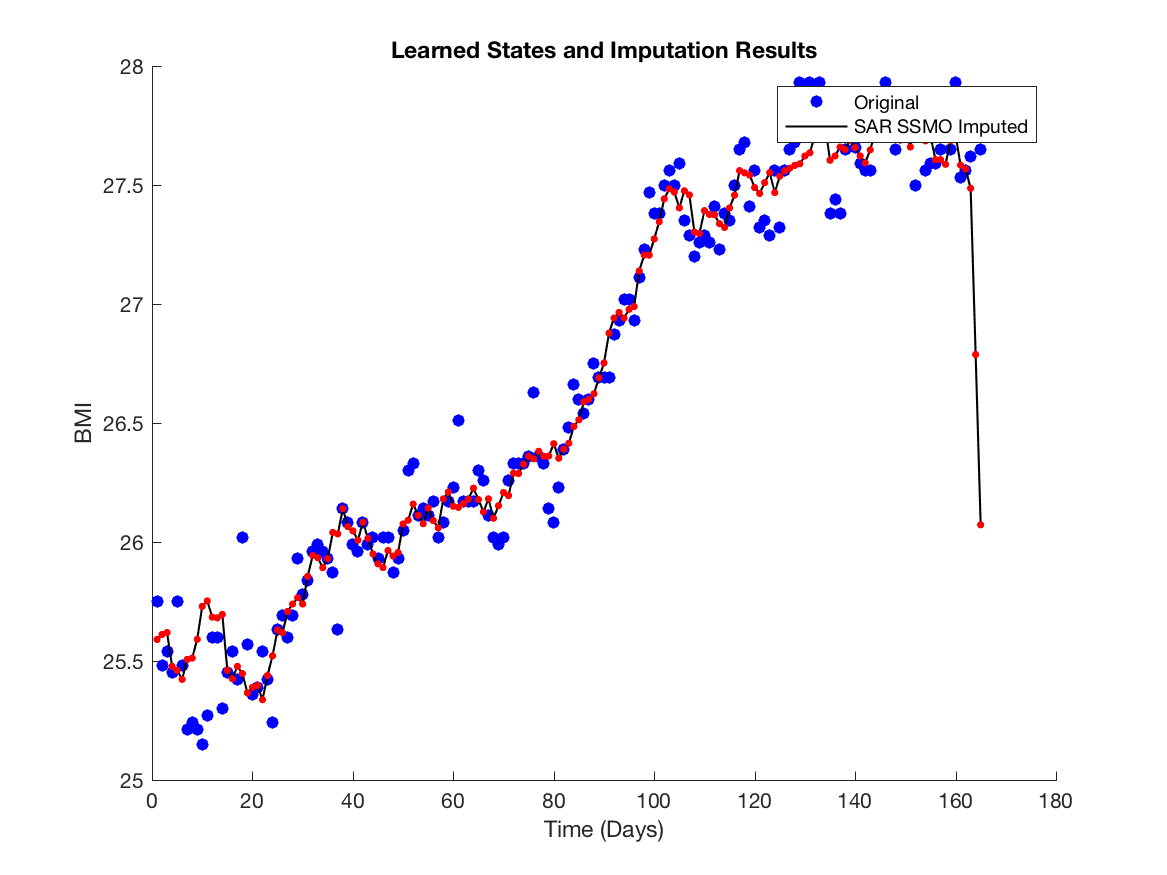 Learned States and Imputation Results
28
Original
SAR SSMO Imputed
27.5
27
26.5
BMI
26
25.5
25
0 20 40 60 80 100 120 140 160 180
Time (Days)